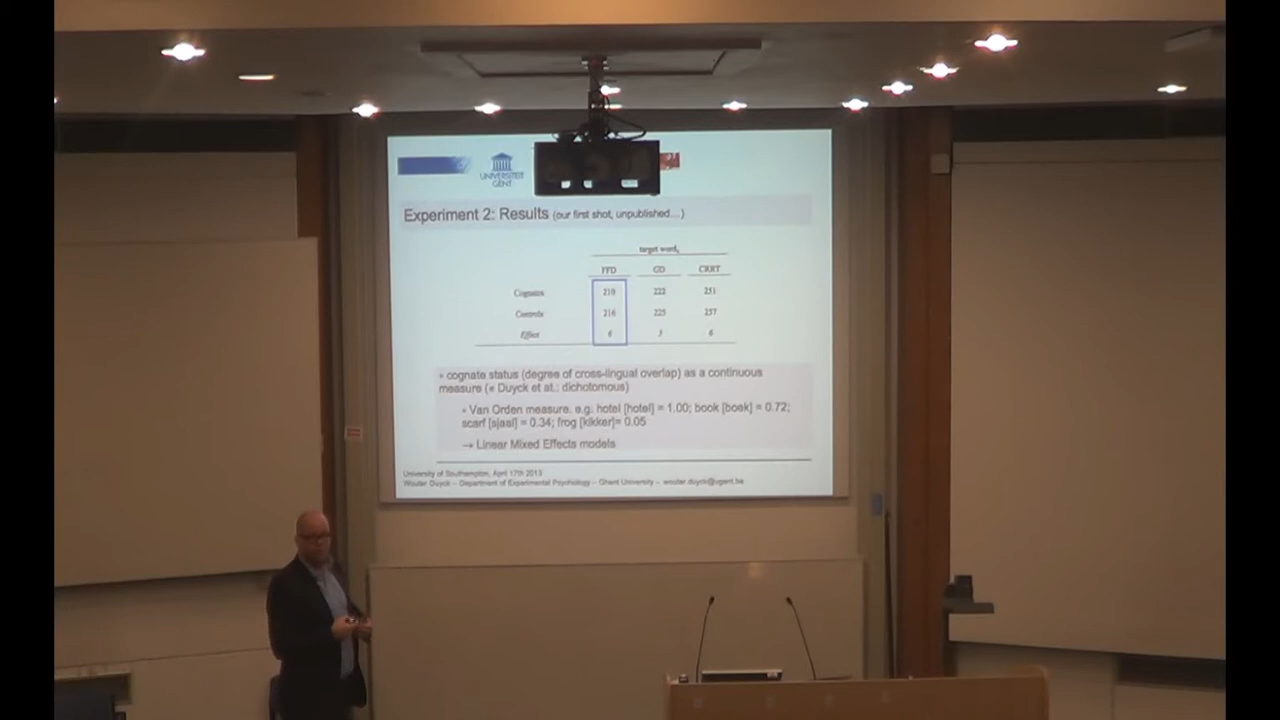 UNIVERSITEIT
GENT
Experiment 2: Results (our first shot, unpublished...)
target word
FFD GD CRRT
Cognates 210 222 251
Controls 216 225 257
Effect 6 3 6
» cognate status (degree of cross-lingual overlap) as a continuous
measure (« Duyck et at.: dichotomous)
» Van Orden measure. e.g. hotel [hotel] = 1.00; book [boek] = 0.72;
scarf [sjaal] = 0.34; frog [kikker]= 0.05
→ Linear Mixed Effects models
University of Southampton, April 17th 2013
Wouter Duyck – Department of Experimental Psychology – Ghent University – wouter.duyck@ugent.be